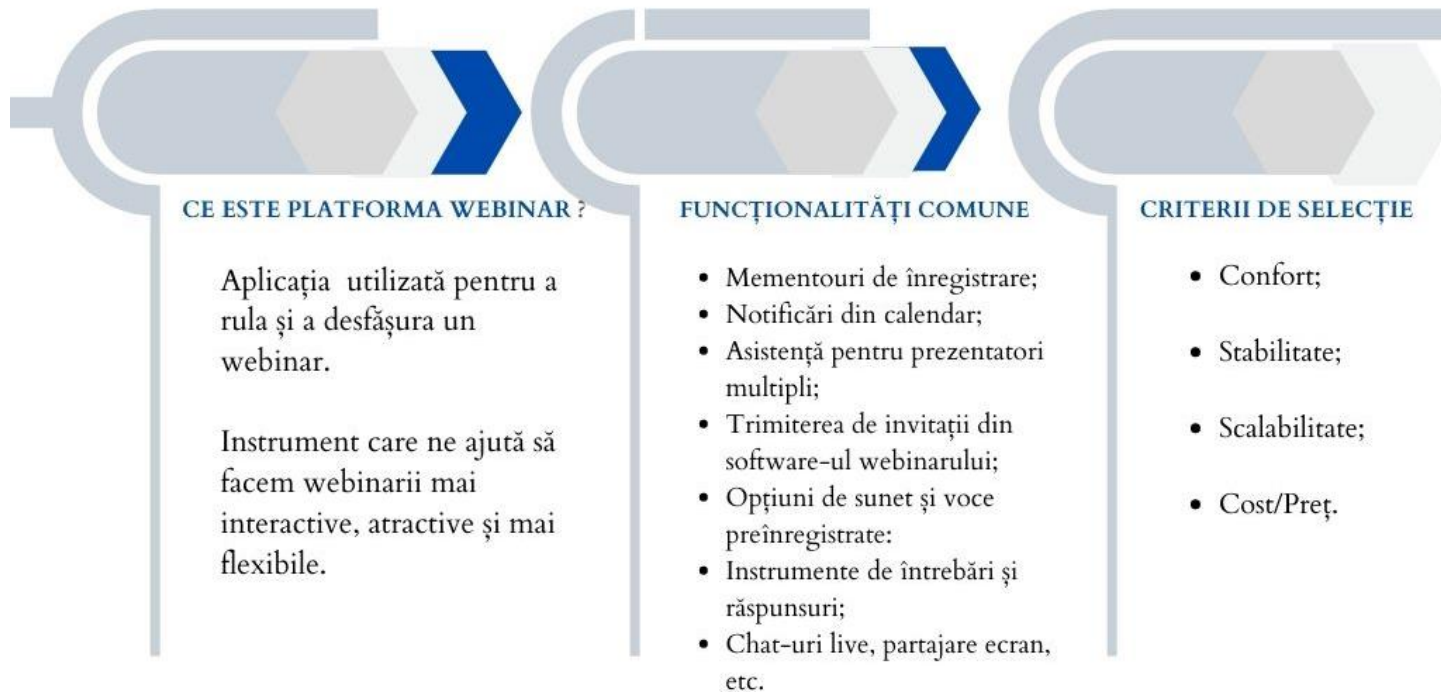 CE ESTE PLATFORMA WEBINAR ?
Aplicația utilizată pentru a
rula și a desfășura un
webinar.
Instrument care ne ajută să
facem webinarii mai
interactive, atractive și mai
flexibile.
FUNCȚIONALITĂȚI COMUNE
• Mementouri de înregistrare;
• Notificări din calendar;
• Asistență pentru prezentatori
multipli;
• Trimiterea de invitații din
software-ul webinarului;
• Opțiuni de sunet și voce
preînregistrate:
• Instrumente de întrebări și
răspunsuri;
• Chat-uri live, partajare ecran,
etc.
CRITERII DE SELECȚIE
• Confort;
• Stabilitate;
• Scalabilitate;
• Cost/Preț.